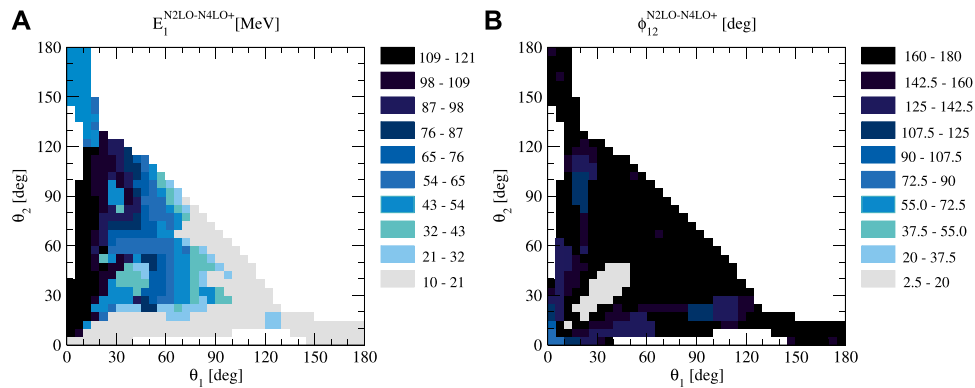 A
E₁^N2LO-N4LO+ [MeV]
θ₂ [deg]
180
150
120
90
60
30
0
0 30 60 90 120 150 180
θ₁ [deg]
109 - 121
98 - 109
87 - 98
76 - 87
65 - 76
54 - 65
43 - 54
32 - 43
21 - 32
10 - 21
B
ϕ₁₂^N2LO-N4LO+ [deg]
θ₂ [deg]
180
150
120
90
60
30
0
0 30 60 90 120 150 180
θ₁ [deg]
160 - 180
142.5 - 160
125 - 142.5
107.5 - 125
90 - 107.5
72.5 - 90
55.0 - 72.5
37.5 - 55.0
20 - 37.5
2.5 - 20